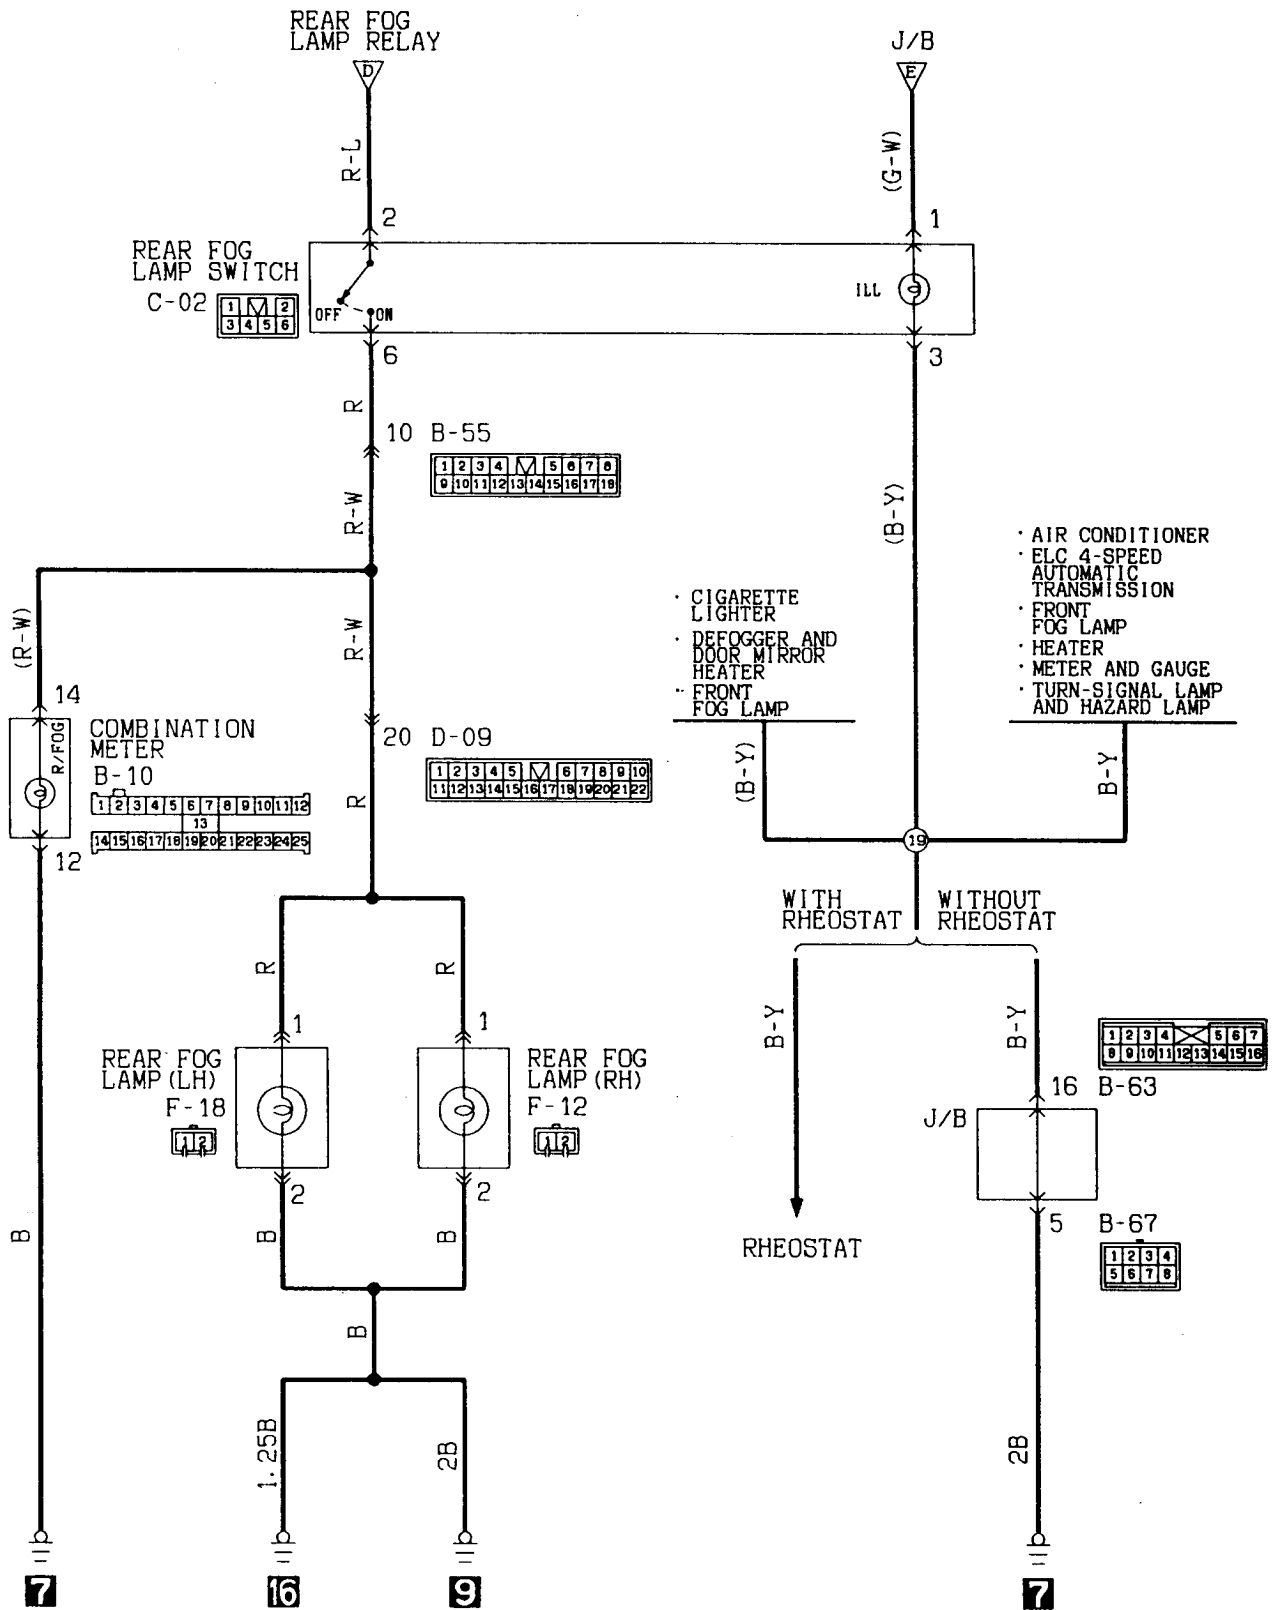 REAR FOG
LAMP RELAY
J/B
D
E
R-L
(G-W)
2
1
REAR FOG
LAMP SWITCH
C-02
1 2
3 4 5 6
OFF
ON
ILL
6
3
R
10 B-55
1 2 3 4 5 6 7 8
9 10 11 12 13 14 15 16 17 18
R-W
(B-Y)
(R-W)
R-W
· CIGARETTE
LIGHTER
· DEFOGGER AND
DOOR MIRROR
HEATER
· FRONT
FOG LAMP
· AIR CONDITIONER
· ELC 4-SPEED
AUTOMATIC
TRANSMISSION
· FRONT
FOG LAMP
· HEATER
· METER AND GAUGE
· TURN-SIGNAL LAMP
AND HAZARD LAMP
14
R/FOG
COMBINATION
METER
B-10
1 2 3 4 5 6 7 8 9 10 11 12
13
14 15 16 17 18 19 20 21 22 23 24 25
12
20 D-09
1 2 3 4 5 6 7 8 9 10
11 12 13 14 15 16 17 18 19 20 21 22
R
(B-Y)
B-Y
19
WITH
RHEOSTAT
WITHOUT
RHEOSTAT
R
R
B-Y
B-Y
1
1
REAR FOG
LAMP (LH)
F-18
1 2
REAR FOG
LAMP (RH)
F-12
1 2
2
2
1 2 3 4 5 6 7
8 9 10 11 12 13 14 15 16
16 B-63
J/B
5 B-67
1 2 3 4
5 6 7 8
RHEOSTAT
B
B
B
B
1.25B
2B
2B
7
16
9
7